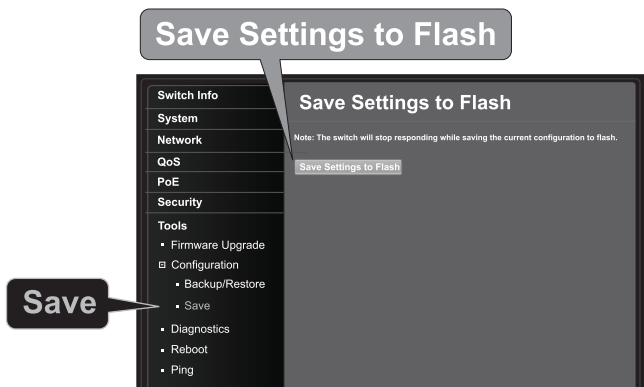 Save Settings to Flash
Switch Info
System
Network
QoS
PoE
Security
Tools
Firmware Upgrade
Configuration
Backup/Restore
Save
Diagnostics
Reboot
Ping
Save Settings to Flash
Note: The switch will stop responding while saving the current configuration to flash.
Save Settings to Flash
Save